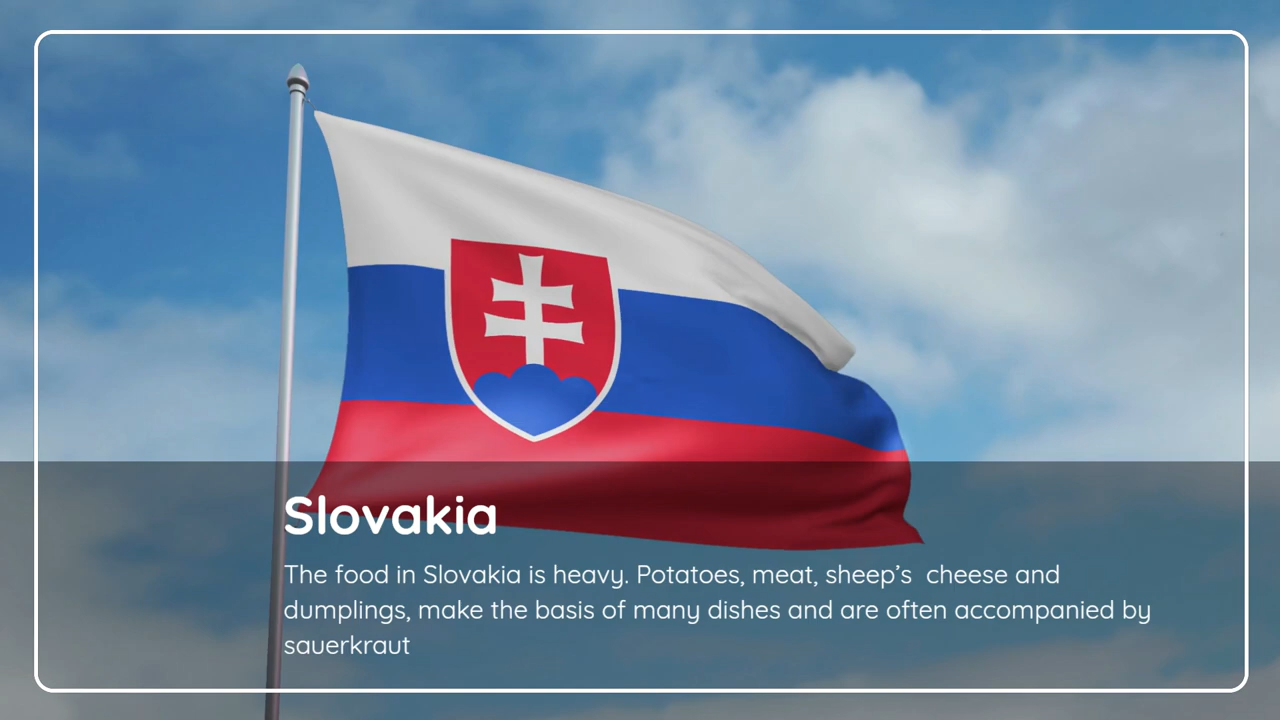 Slovakia
The food in Slovakia is heavy. Potatoes, meat, sheep’s  cheese and
dumplings, make the basis of many dishes and are often accompanied by
sauerkraut